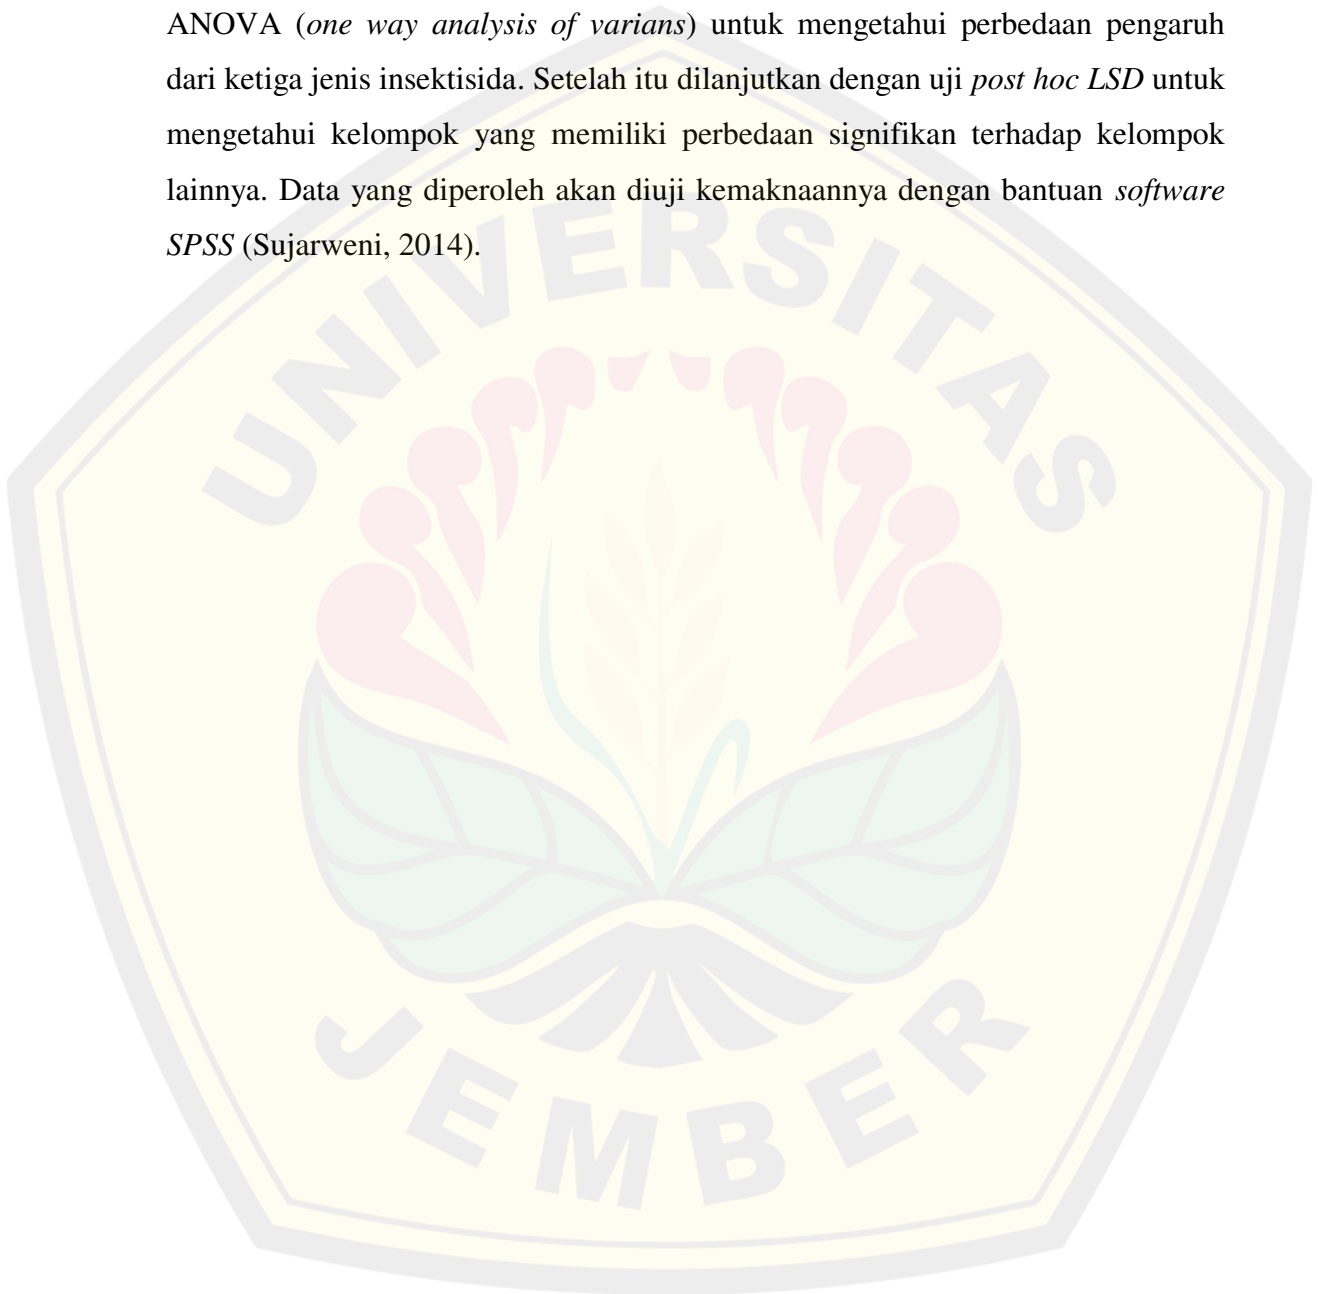 ANOVA (one way analysis of varians) untuk mengetahui perbedaan pengaruh
dari ketiga jenis insektisida. Setelah itu dilanjutkan dengan uji post hoc LSD untuk
mengetahui kelompok yang memiliki perbedaan signifikan terhadap kelompok
lainnya. Data yang diperoleh akan diuji kemaknaannya dengan bantuan software
SPSS (Sujarweni, 2014).
UNIVERSITAS
JEMBER